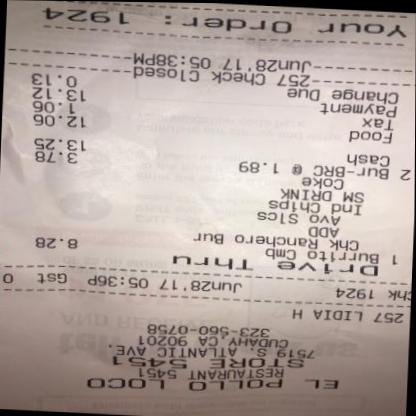 EL POLLO LOCO
RESTAURANT 5451
STORE 5451
7519 S. ATLANTIC AVE.
CUDAHY, CA 90201
323-560-0758
257 LIDIA H
Chk 1924 Jun28'17 05:36P Gst 0
Drive Thru
1 Burrito Cmb 8.28
Chk Ranchero Bur
ADD
Avo Slcs
Ind Chips
SM DRINK
Coke
2 Bur-BRC @ 1.89 3.78
Cash 13.25
Food 12.06
Tax 1.06
Payment 13.12
Change Due 0.13
------257 Check Closed------
------Jun28'17 05:38PM------
Your Order: 1924